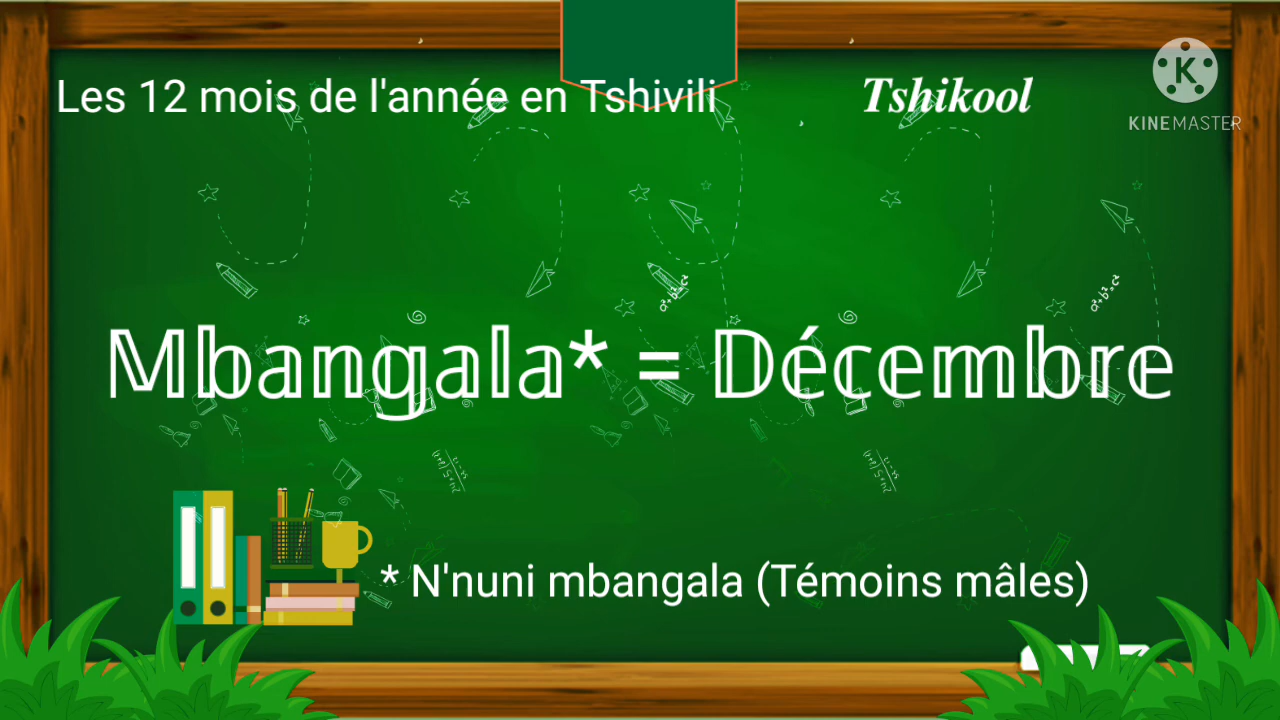 Les 12 mois de l'année en Tshivili
Tshikool
K
KINEMASTER
Mbangala* = Décembre
* N'nuni mbangala (Témoins mâles)